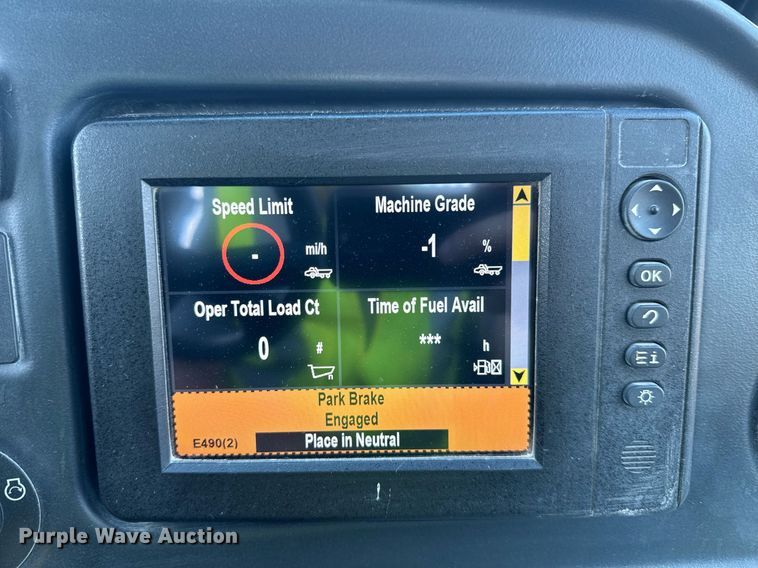 Speed Limit
- mi/h
Machine Grade
-1 %
Oper Total Load Ct
0 #
n
Time of Fuel Avail
*** h
Park Brake
Engaged
E490(2) Place in Neutral
OK
i
Purple Wave Auction